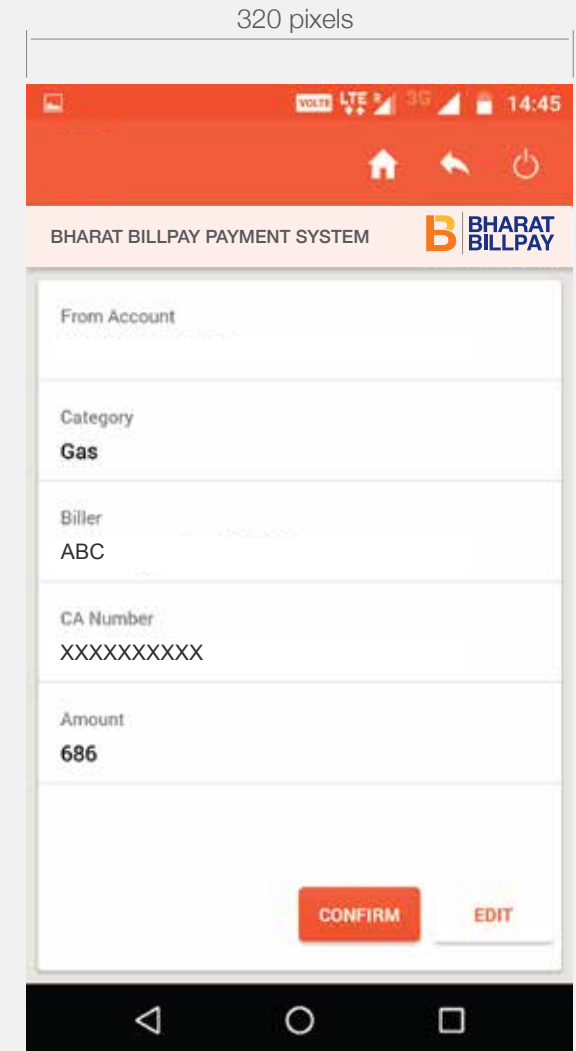 320 pixels
VOLTE LTE 3G 14:45
BHARAT BILLPAY PAYMENT SYSTEM
B BHARAT
BILLPAY
From Account
Category
Gas
Biller
ABC
CA Number
XXXXXXXXXX
Amount
686
CONFIRM EDIT